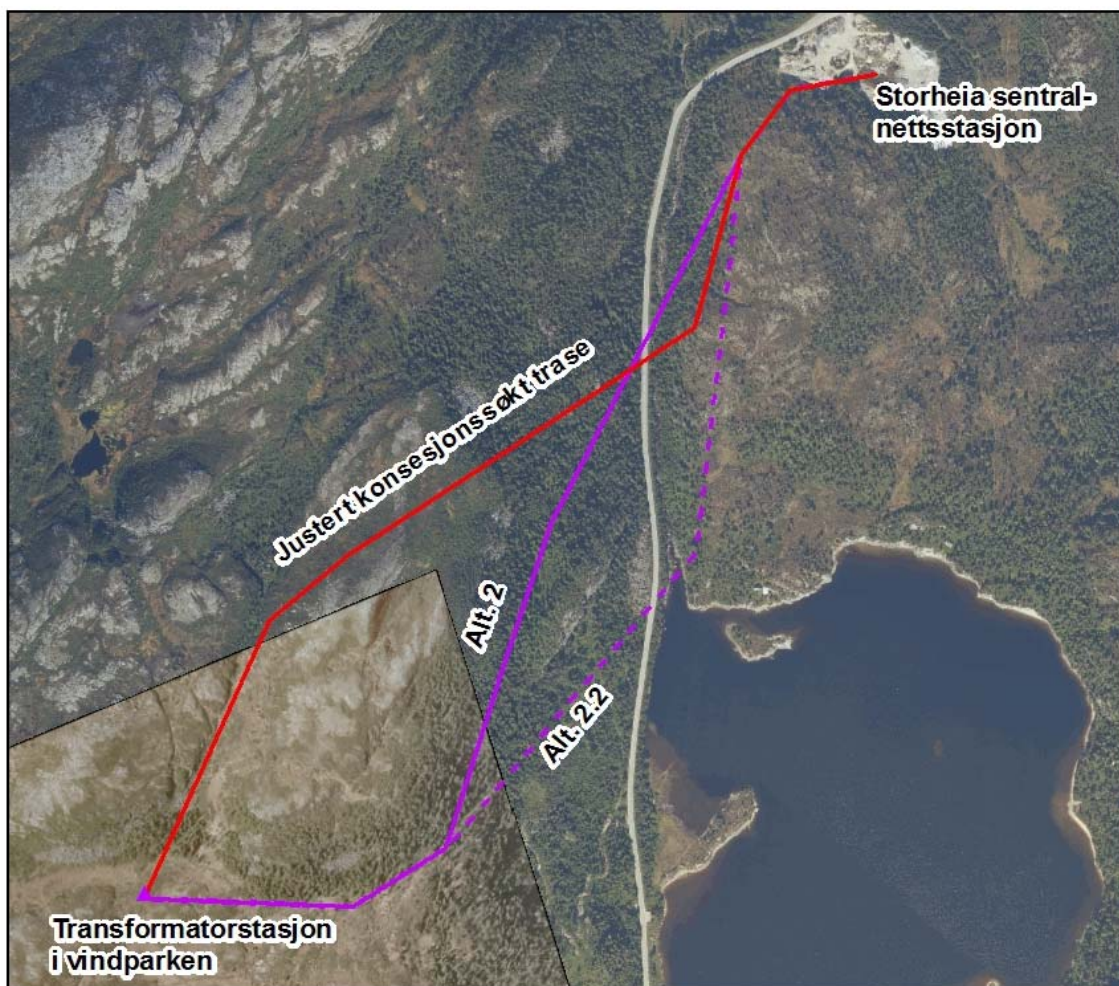 Storheia sentral-
nettsstasjon
Justert konsesjonssøkt trase
Alt. 2
Alt. 2.2
Transformatorstasjon
i vindparken